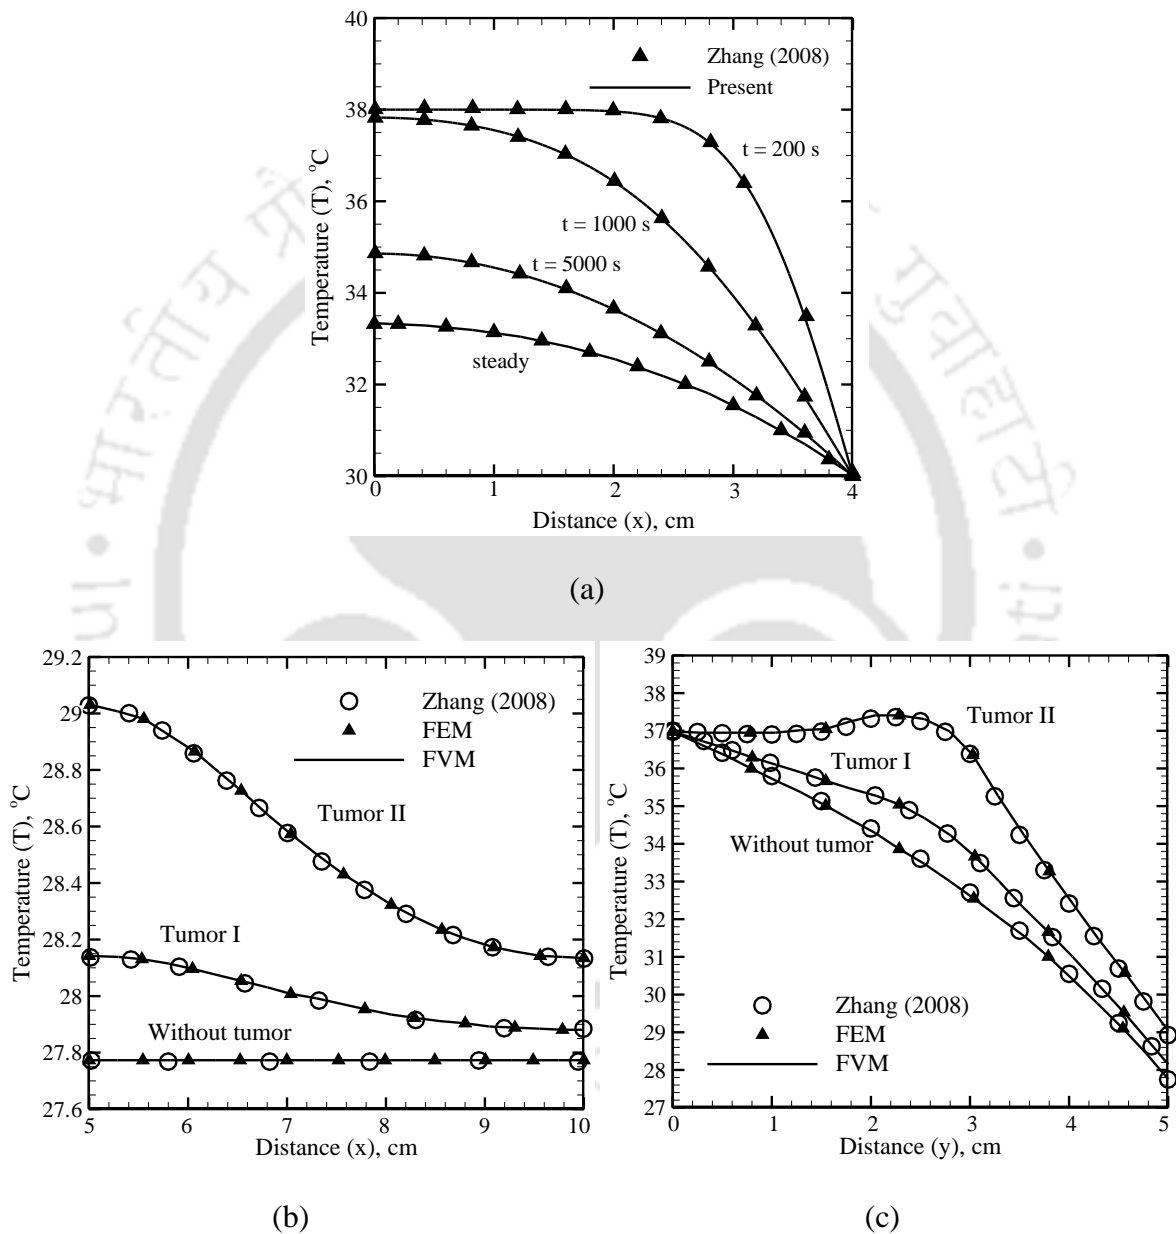 40
38
36
34
33
32
30
0
1
2
3
4
Temperature (T), °C
Distance (x), cm
Zhang (2008)
Present
t = 200 s
t = 1000 s
t = 5000 s
steady
(a)
29.2
29
28.8
28.6
28.4
28.2
28
27.8
27.6
5
6
7
8
9
10
Temperature (T), °C
Distance (x), cm
Zhang (2008)
FEM
FVM
Tumor II
Tumor I
Without tumor
(b)
39
38
37
36
35
34
33
32
31
30
29
28
27
0
1
2
3
4
5
Temperature (T), °C
Distance (y), cm
Tumor II
Tumor I
Without tumor
Zhang (2008)
FEM
FVM
(c)